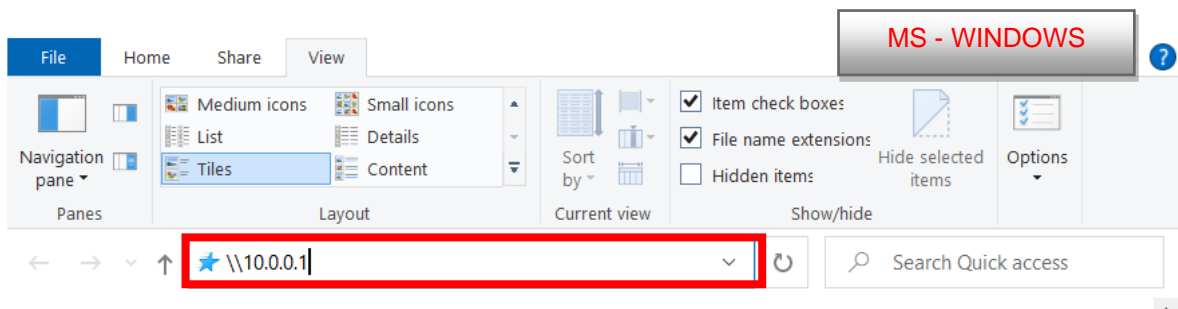 MS - WINDOWS
File Home Share View ?
Medium icons Small icons Item check boxes
List Details File name extensions
Navigation pane Tiles Content Sort by Hidden items Hide selected items Options
Panes Layout Current view Show/hide
\\10.0.0.1 Search Quick access